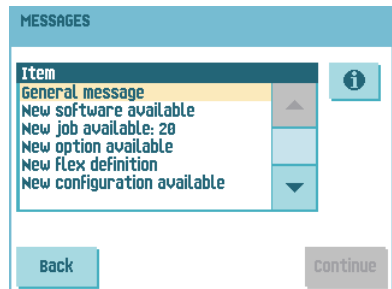 MESSAGES
Item
General message
New software available
New job available: 20
New option available
New flex definition
New configuration available
Back
Continue